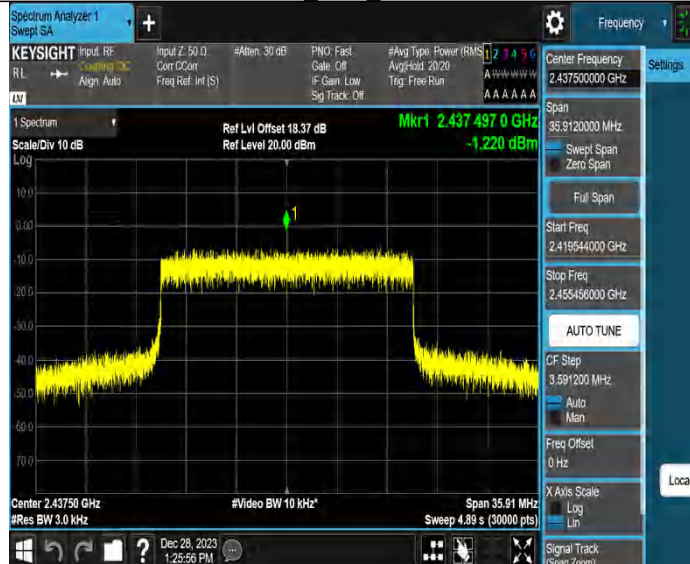 Spectrum Analyzer 1
Swept SA
+
Frequency
KEYSIGHT
RL
Input: RF
Coupling: DC
Align: Auto
Input Z: 50 Ω
Corr CCorr
Freq Ref: Int (S)
#Atten: 30 dB
PNO: Fast
Gate: Off
IF Gain: Low
Sig Track: Off
#Avg Type: Power (RMS
Avg|Hold: 20/20
Trig: Free Run
1 2 3 4 5 6
A W W W W W
A A A A A A
LXI
1 Spectrum
Scale/Div 10 dB
Log
Ref Lvl Offset 18.37 dB
Ref Level 20.00 dBm
Mkr1 2.437 497 0 GHz
-1.220 dBm
1
10.0
0.00
-10.0
-20.0
-30.0
-40.0
-50.0
-60.0
-70.0
Center 2.43750 GHz
#Res BW 3.0 kHz
#Video BW 10 kHz*
Span 35.91 MHz
Sweep 4.89 s (30000 pts)
Dec 28, 2023
1:25:56 PM
Center Frequency
2.437500000 GHz
Span
35.9120000 MHz
Swept Span
Zero Span
Full Span
Start Freq
2.419544000 GHz
Stop Freq
2.455456000 GHz
AUTO TUNE
CF Step
3.591200 MHz
Auto
Man
Freq Offset
0 Hz
X Axis Scale
Log
Lin
Signal Track
(Span Zoom)
Settings
Loca